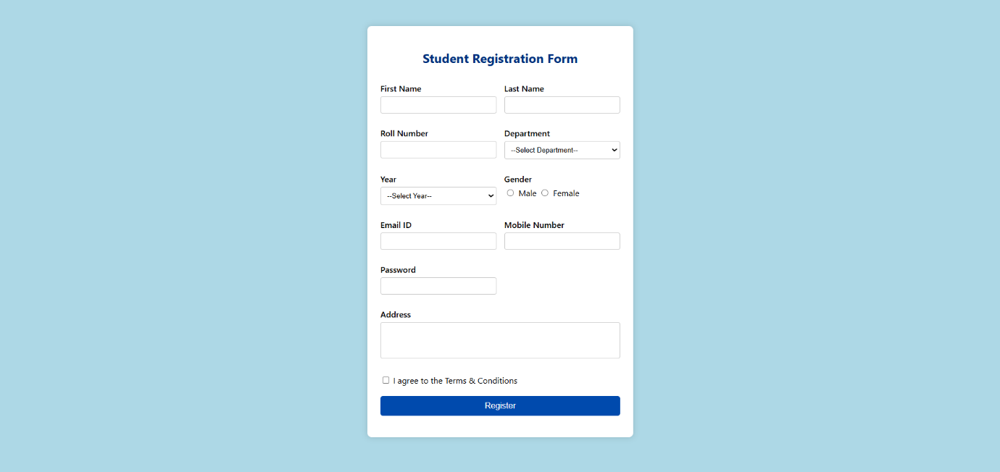 Student Registration Form
First Name Last Name
Roll Number Department
--Select Department--
Year Gender
--Select Year-- Male Female
Email ID Mobile Number
Password
Address
I agree to the Terms & Conditions
Register